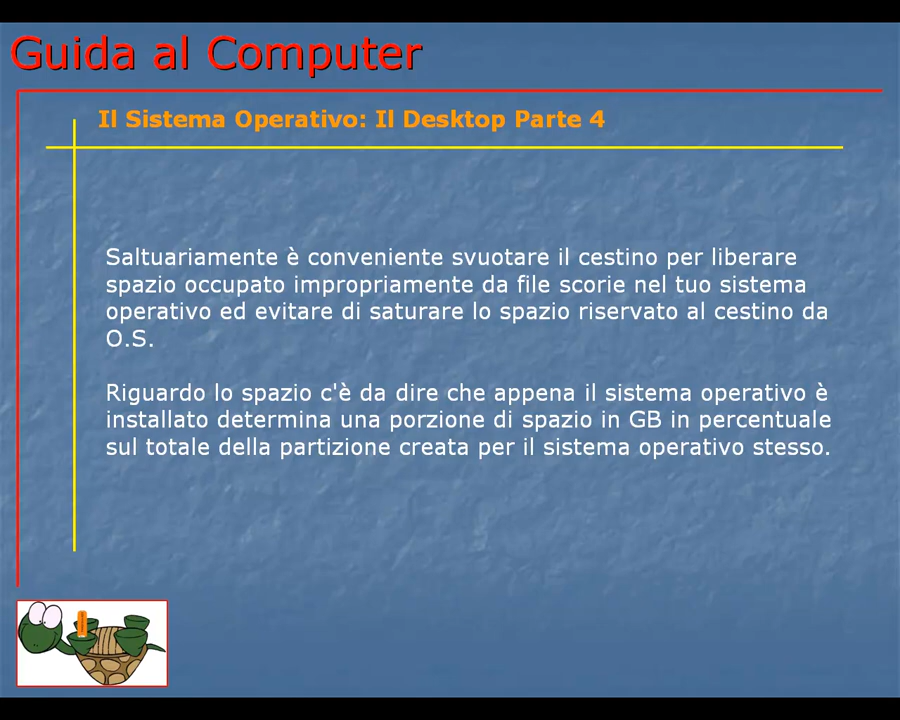 Guida al Computer
Il Sistema Operativo: Il Desktop Parte 4
Saltuariamente è conveniente svuotare il cestino per liberare
spazio occupato impropriamente da file scorie nel tuo sistema
operativo ed evitare di saturare lo spazio riservato al cestino da
O.S.
Riguardo lo spazio c'è da dire che appena il sistema operativo è
installato determina una porzione di spazio in GB in percentuale
sul totale della partizione creata per il sistema operativo stesso.